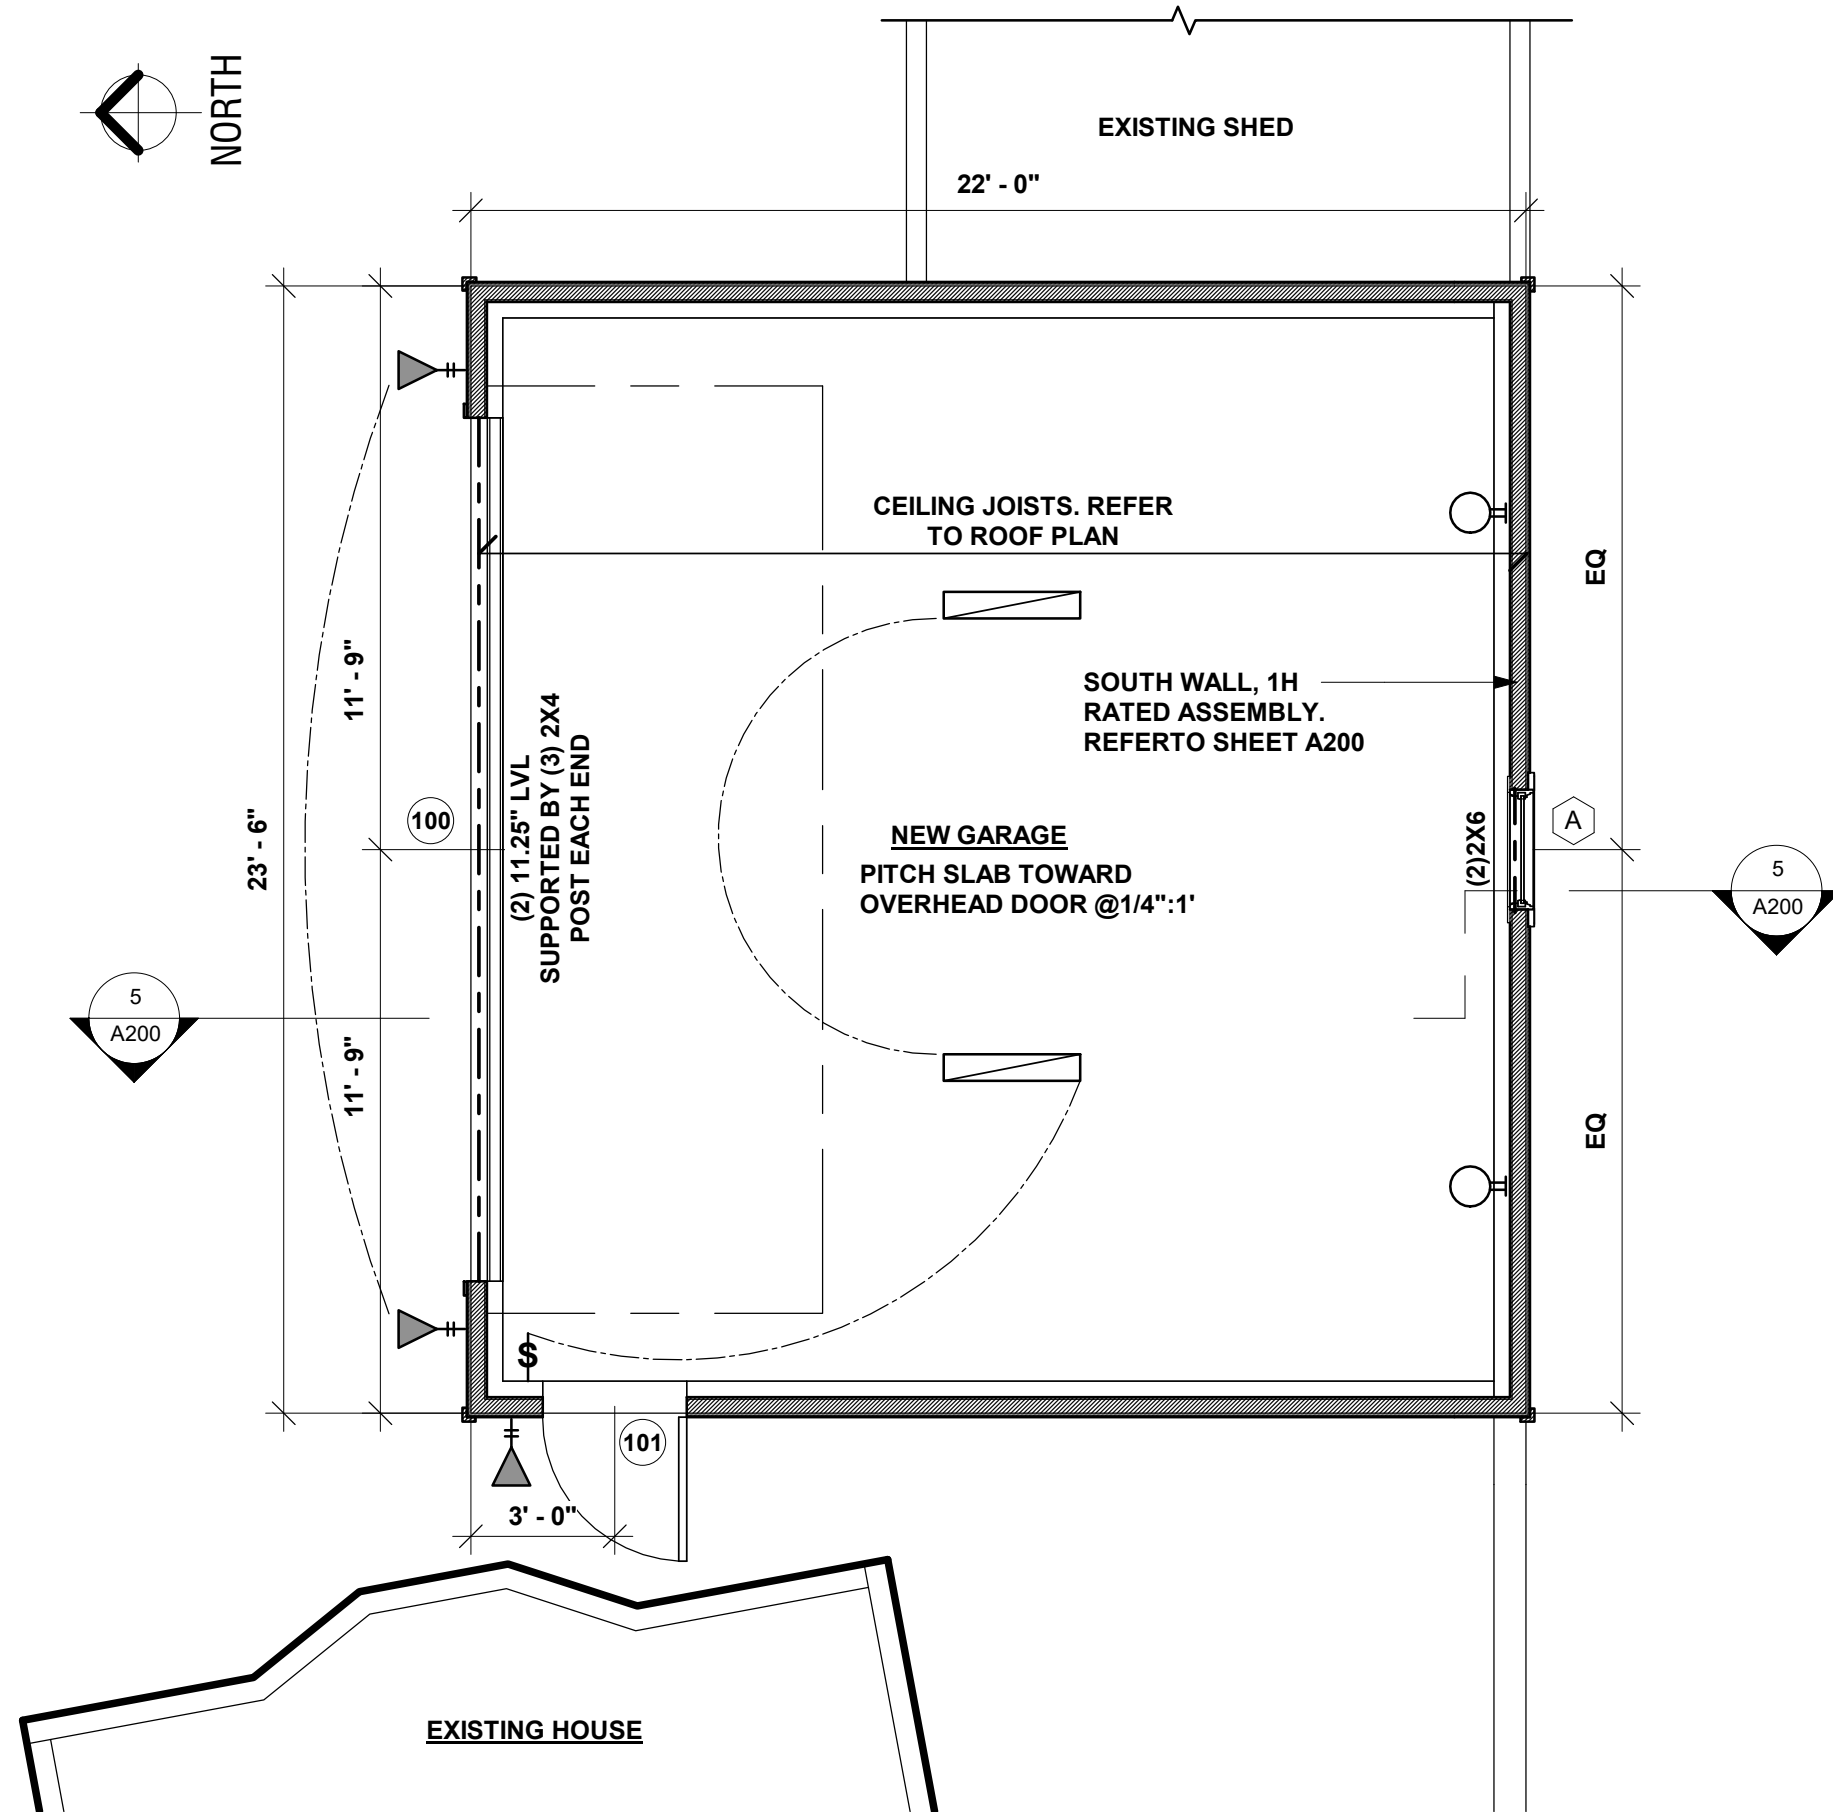 NORTH
EXISTING SHED
22' - 0"
CEILING JOISTS. REFER
TO ROOF PLAN
EQ
11' - 9"
SOUTH WALL, 1H
RATED ASSEMBLY.
REFERTO SHEET A200
23' - 6"
100
(2) 11.25" LVL
SUPPORTED BY (3) 2X4
POST EACH END
NEW GARAGE
PITCH SLAB TOWARD
OVERHEAD DOOR @1/4":1'
(2)2X6
A
5
A200
5
A200
11' - 9"
EQ
$
101
3' - 0"
EXISTING HOUSE